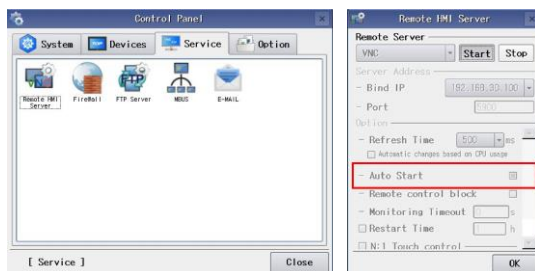 Control Panel
System Devices Service Option
Remote HMI Server
FireWall
FTP Server
MBUS
E-MAIL
[ Service ]
Close
Remote HMI Server
Remote Server
VNC Start Stop
Server Address
- Bind IP 192.168.30.100
- Port 5900
Option
- Refresh Time 500 ms
Automatic changes based on CPU usage
- Auto Start
- Remote control block
- Monitoring Timeout s
Restart Time h
N:1 Touch control
OK